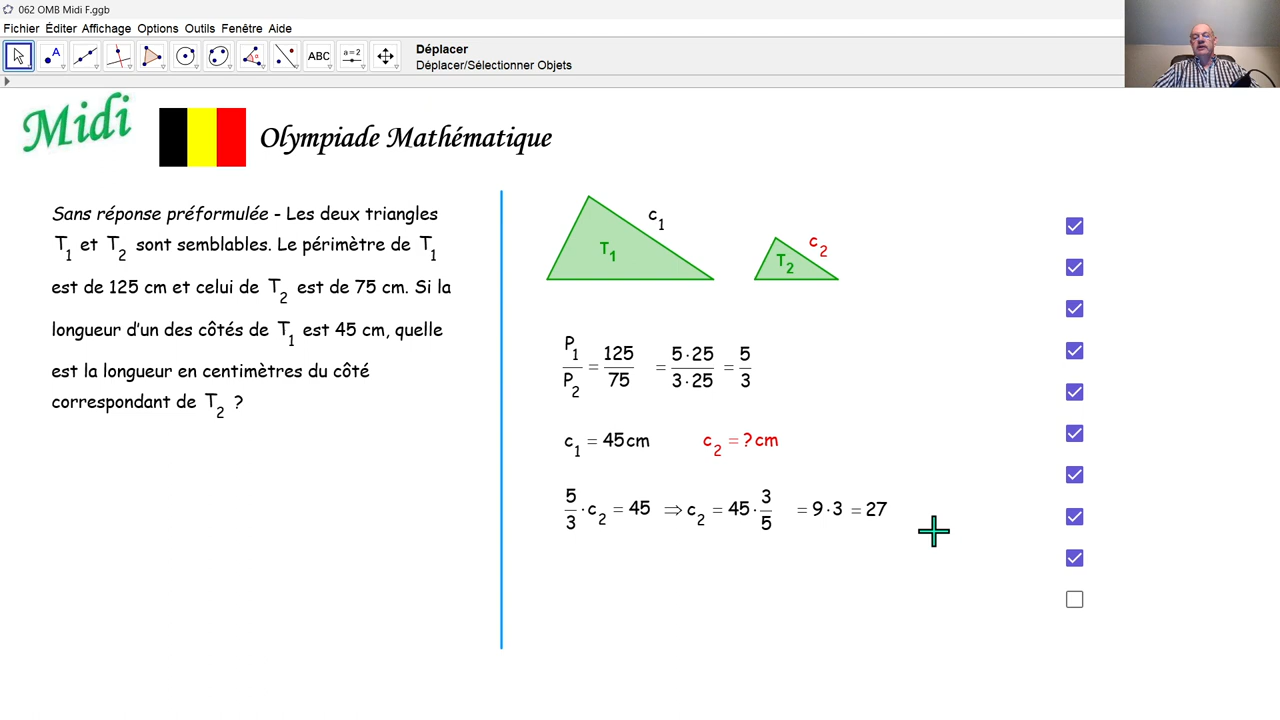 062 OMB Midi F.ggb
Fichier Éditer Affichage Options Outils Fenêtre Aide
A ABC a=2
Déplacer
Déplacer/Sélectionner Objets
Midi
Olympiade Mathématique
Sans réponse préformulée - Les deux triangles
T₁ et T₂ sont semblables. Le périmètre de T₁
est de 125 cm et celui de T₂ est de 75 cm. Si la
longueur d'un des côtés de T₁ est 45 cm, quelle
est la longueur en centimètres du côté
correspondant de T₂ ?
c₁
T₁
c₂
T₂
P₁/P₂ = 125/75 = 5·25/3·25 = 5/3
c₁ = 45 cm c₂ = ? cm
5/3 · c₂ = 45 ⇒ c₂ = 45 · 3/5 = 9·3 = 27